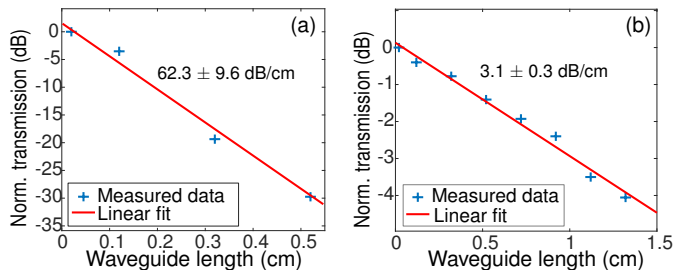 (a)
Norm. transmission (dB)
0
-5
-10
-15
-20
-25
-30
-35
62.3 ± 9.6 dB/cm
Measured data
Linear fit
0 0.1 0.2 0.3 0.4 0.5
Waveguide length (cm)
(b)
Norm. transmission (dB)
0
-1
-2
-3
-4
3.1 ± 0.3 dB/cm
Measured data
Linear fit
0 0.5 1 1.5
Waveguide length (cm)